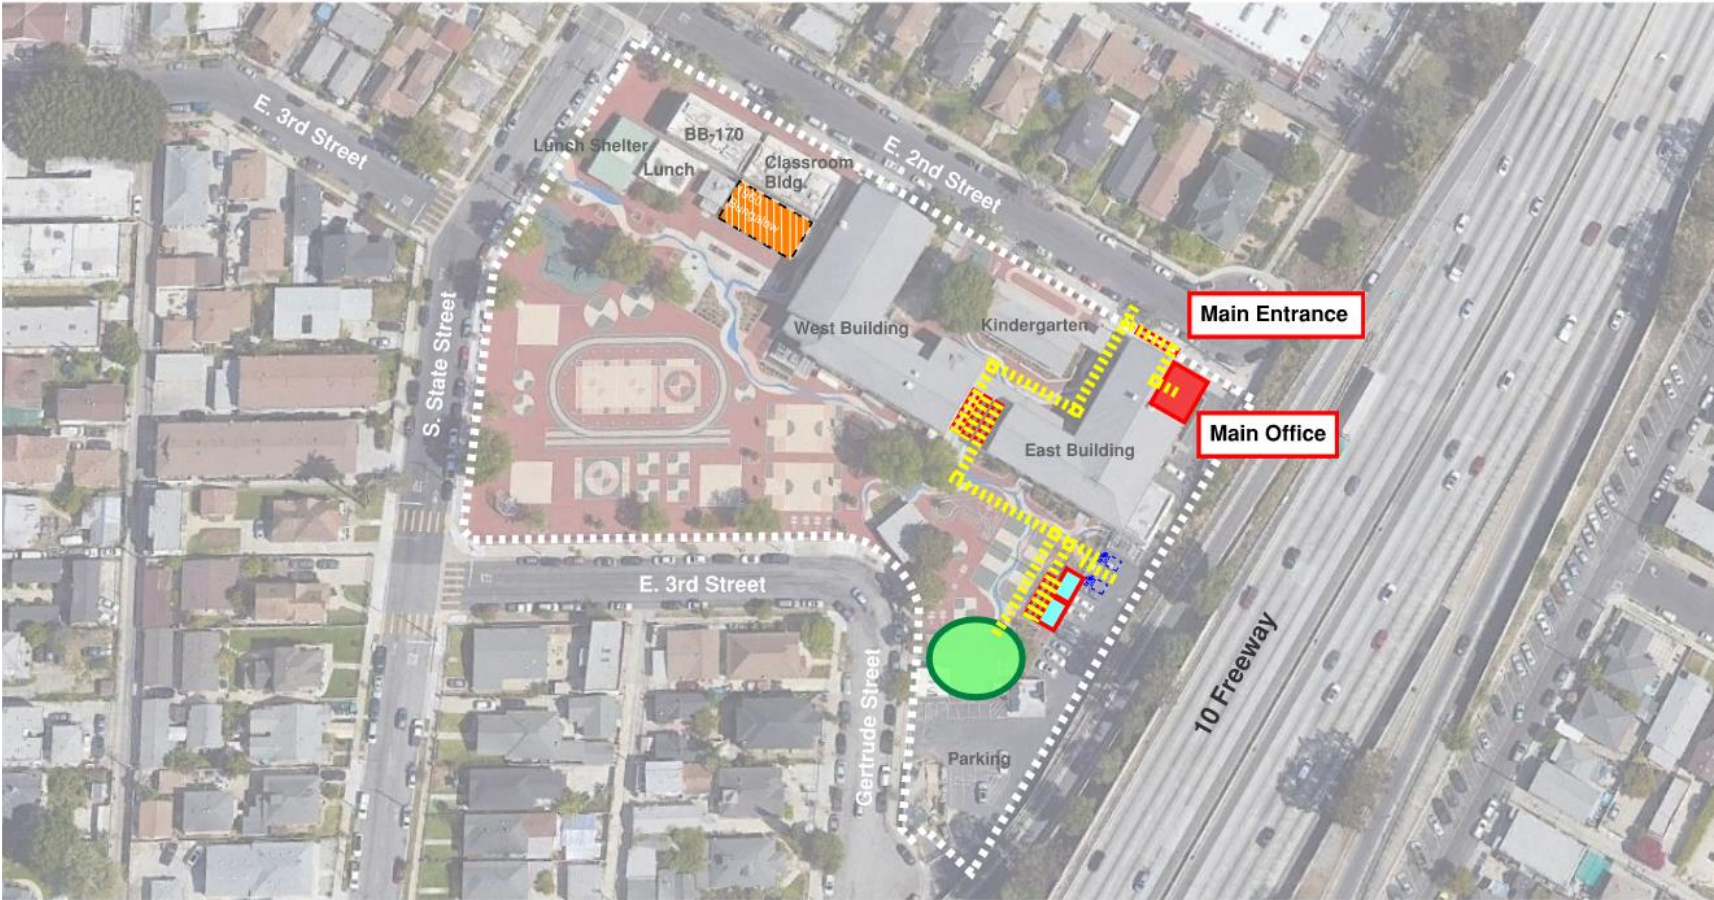 E. 3rd Street
BB-170
Lunch Shelter
Lunch
Classroom
Bldg.
E. 2nd Street
Bungalow
S. State Street
West Building
Kindergarten
Main Entrance
Main Office
East Building
E. 3rd Street
Gertrude Street
10 Freeway
Parking